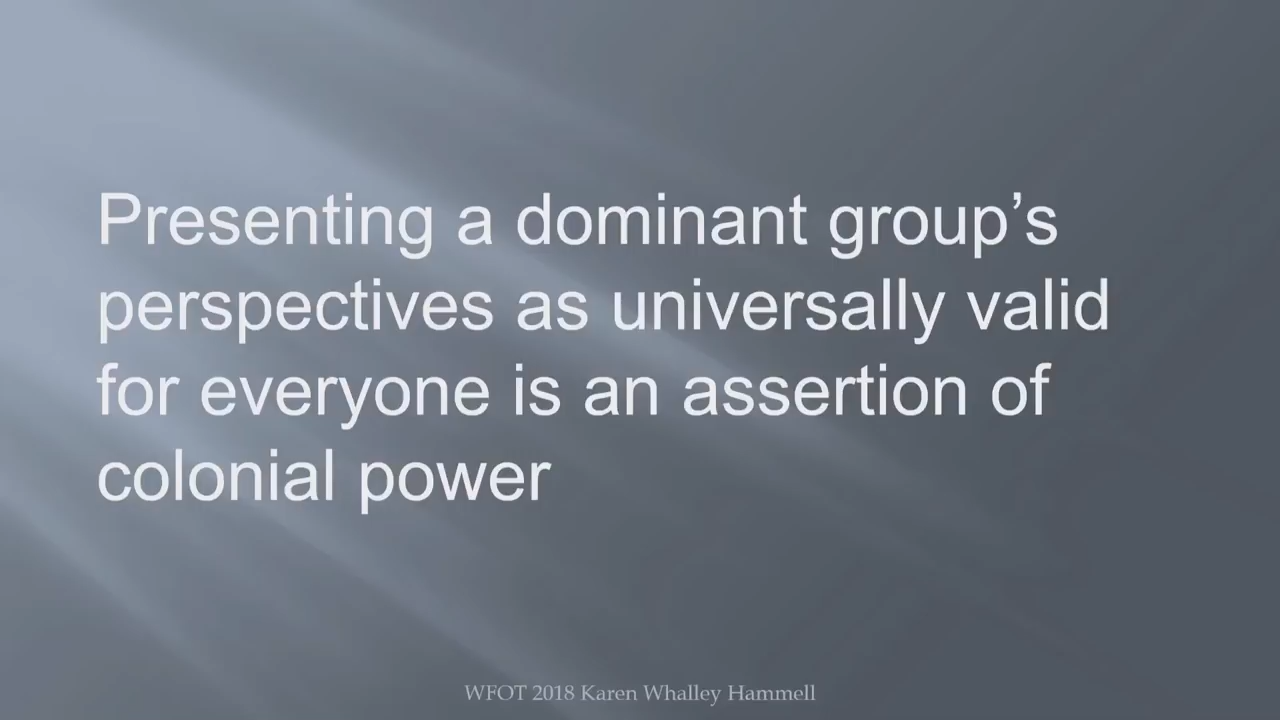 Presenting a dominant group’s
perspectives as universally valid
for everyone is an assertion of
colonial power
WFOT 2018 Karen Whalley Hammell